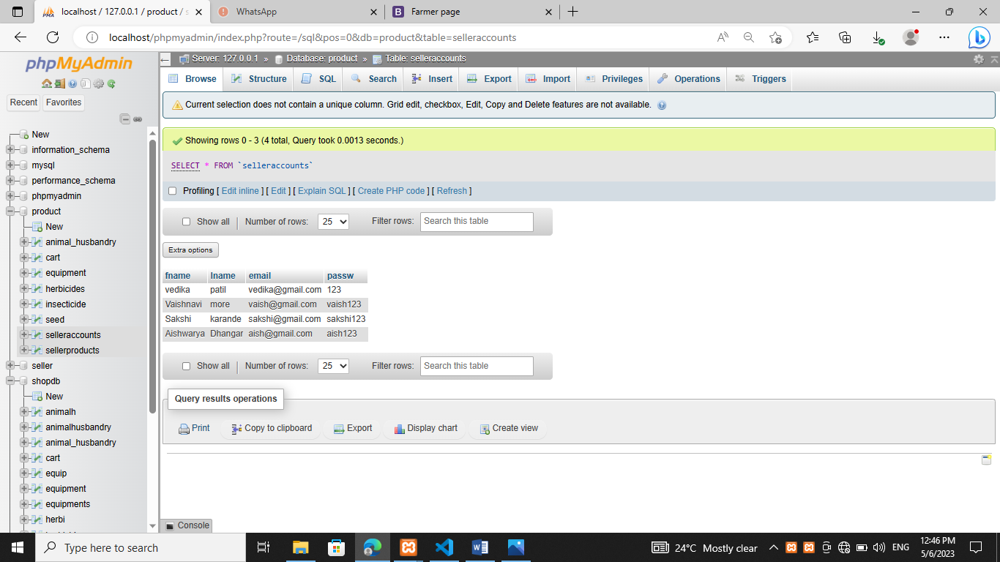 localhost / 127.0.0.1 / product / s
WhatsApp
Farmer page
localhost/phpmyadmin/index.php?route=/sql&pos=0&db=product&table=selleraccounts
phpMyAdmin
Recent Favorites
New
information_schema
mysql
performance_schema
phpmyadmin
product
New
animal_husbandry
cart
equipment
herbicides
insecticide
seed
selleraccounts
sellerproducts
seller
shopdb
New
animalh
animalhusbandry
animal_husbandry
cart
equip
equipment
equipments
herbi
Server: 127.0.0.1 » Database: product » Table: selleraccounts
Browse Structure SQL Search Insert Export Import Privileges Operations Triggers
Current selection does not contain a unique column. Grid edit, checkbox, Edit, Copy and Delete features are not available.
Showing rows 0 - 3 (4 total, Query took 0.0013 seconds.)
SELECT * FROM `selleraccounts`
Profiling [ Edit inline ] [ Edit ] [ Explain SQL ] [ Create PHP code ] [ Refresh ]
Show all | Number of rows: 25 Filter rows: Search this table
Extra options
fname lname email passw
vedika patil vedika@gmail.com 123
Vaishnavi more vaish@gmail.com vaish123
Sakshi karande sakshi@gmail.com sakshi123
Aishwarya Dhangar aish@gmail.com aish123
Show all | Number of rows: 25 Filter rows: Search this table
Query results operations
Print Copy to clipboard Export Display chart Create view
Console
Type here to search
24°C Mostly clear
ENG
12:46 PM
5/6/2023